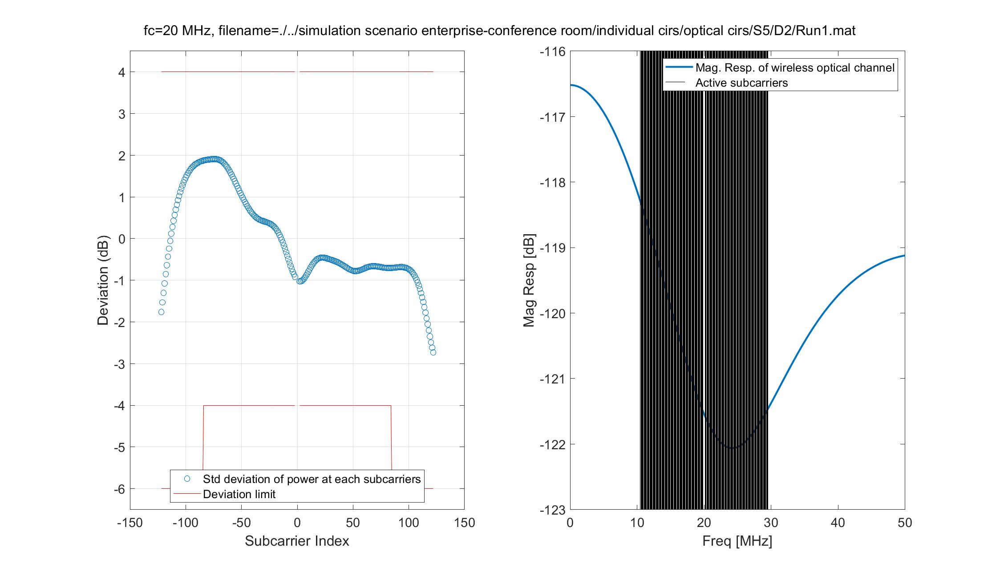 fc=20 MHz, filename=./../simulation scenario enterprise-conference room/individual cirs/optical cirs/S5/D2/Run1.mat
4
3
2
1
0
-1
-2
-3
-4
-5
-6
Deviation (dB)
Std deviation of power at each subcarriers
Deviation limit
-150 -100 -50 0 50 100 150
Subcarrier Index
-116
-117
-118
-119
-120
-121
-122
-123
Mag Resp [dB]
Mag. Resp. of wireless optical channel
Active subcarriers
0 10 20 30 40 50
Freq [MHz]